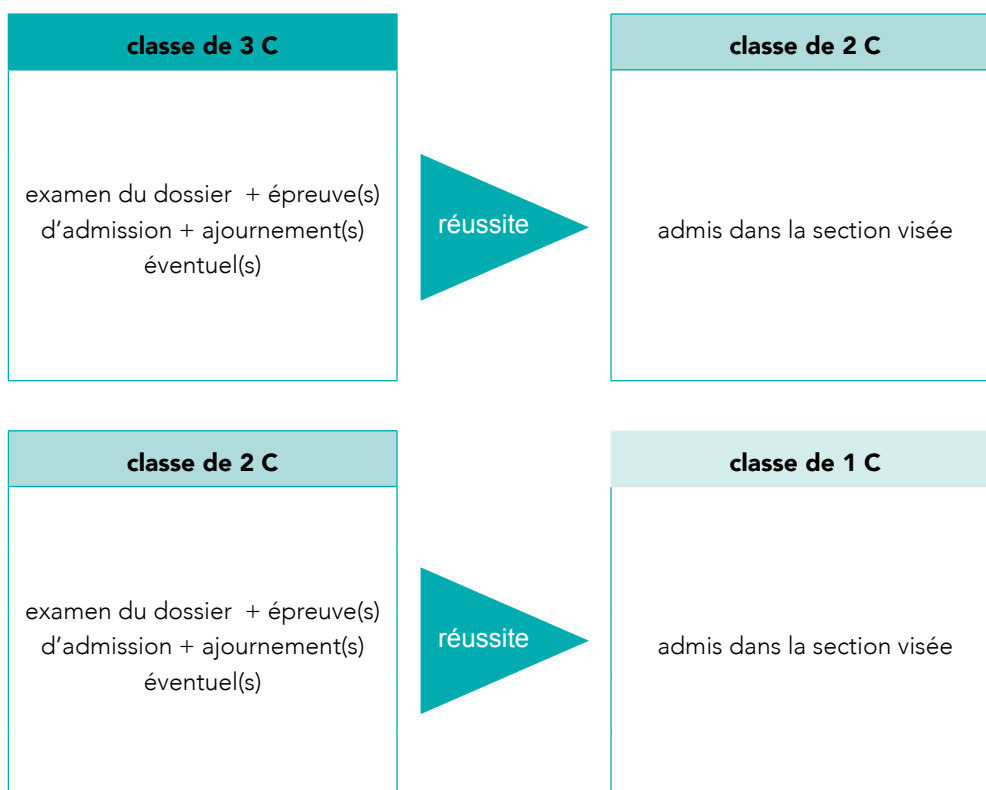 classe de 3 C
examen du dossier + épreuve(s)
d'admission + ajournement(s)
éventuel(s)
réussite
classe de 2 C
admis dans la section visée
classe de 2 C
examen du dossier + épreuve(s)
d'admission + ajournement(s)
éventuel(s)
réussite
classe de 1 C
admis dans la section visée